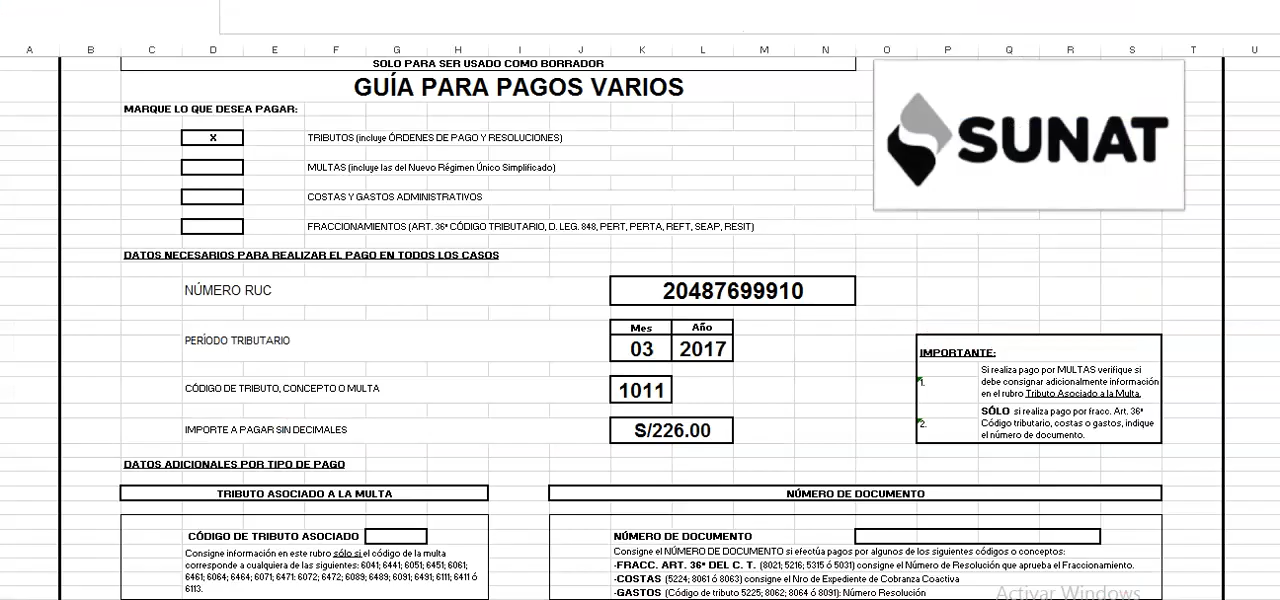 A B C D E F G H I J K L M N O P Q R S T U
SOLO PARA SER USADO COMO BORRADOR
GUÍA PARA PAGOS VARIOS
MARQUE LO QUE DESEA PAGAR:
SUNAT
X TRIBUTOS (incluye ÓRDENES DE PAGO Y RESOLUCIONES)
MULTAS (incluye las del Nuevo Régimen Único Simplificado)
COSTAS Y GASTOS ADMINISTRATIVOS
FRACCIONAMIENTOS (ART. 36º CÓDIGO TRIBUTARIO, D. LEG. 848, PERT, PERTA, REFT, SEAP, RESIT)
DATOS NECESARIOS PARA REALIZAR EL PAGO EN TODOS LOS CASOS
NÚMERO RUC 20487699910
Mes Año
PERÍODO TRIBUTARIO 03 2017
CÓDIGO DE TRIBUTO, CONCEPTO O MULTA 1011
IMPORTE A PAGAR SIN DECIMALES S/226.00
IMPORTANTE:
1. Si realiza pago por MULTAS verifique si
debe consignar adicionalmente información
en el rubro Tributo Asociado a la Multa.
2. SÓLO si realiza pago por fracc. Art. 36º
Código tributario, costas o gastos, indique
el número de documento.
DATOS ADICIONALES POR TIPO DE PAGO
TRIBUTO ASOCIADO A LA MULTA
CÓDIGO DE TRIBUTO ASOCIADO
Consigne información en este rubro sólo si el código de la multa
corresponde a cualquiera de las siguientes: 6041; 6441; 6051; 6451; 6061;
6461; 6064; 6464; 6071; 6471; 6072; 6472; 6089; 6489; 6091; 6491; 6111; 6411 ó
6113.
NÚMERO DE DOCUMENTO
NÚMERO DE DOCUMENTO
Consigne el NÚMERO DE DOCUMENTO si efectúa pagos por algunos de los siguientes códigos o conceptos:
-FRACC. ART. 36º DEL C. T. (8021; 5216; 5315 ó 5031) consigne el Número de Resolución que aprueba el Fraccionamiento.
-COSTAS (5224; 8061 ó 8063) consigne el Nro de Expediente de Cobranza Coactiva
-GASTOS (Código de tributo 5225; 8062; 8064 ó 8091): Número Resolución
Activar Windows